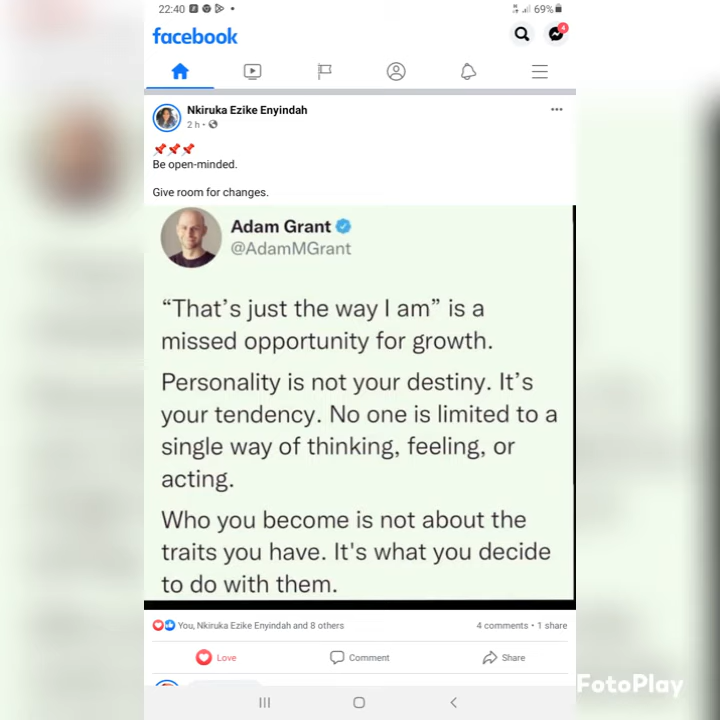 22:40
69%
facebook
4
Nkiruka Ezike Enyindah
2 h
Be open-minded.
Give room for changes.
Adam Grant
@AdamMGrant
“That’s just the way I am” is a
missed opportunity for growth.
Personality is not your destiny. It’s
your tendency. No one is limited to a
single way of thinking, feeling, or
acting.
Who you become is not about the
traits you have. It's what you decide
to do with them.
You, Nkiruka Ezike Enyindah and 8 others
4 comments • 1 share
Love
Comment
Share
FotoPlay